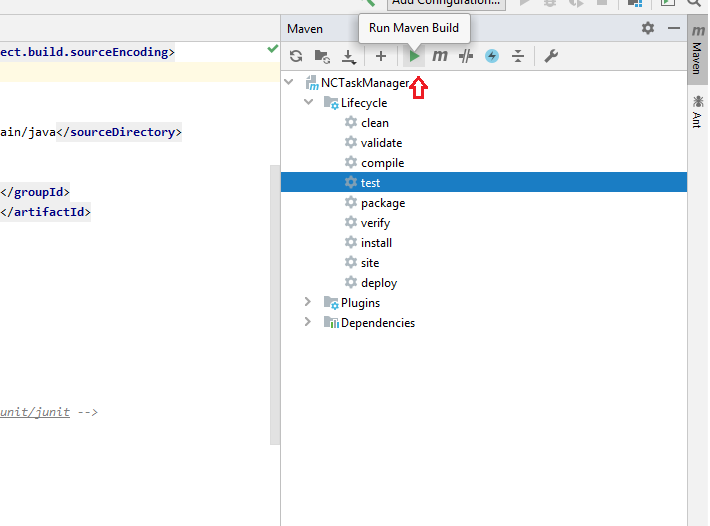 Add Configuration...
Maven
Run Maven Build
ect.build.sourceEncoding>
ain/java</sourceDirectory>
</groupId>
</artifactId>
unit/junit -->
m
NCTaskManager
Lifecycle
clean
validate
compile
test
package
verify
install
site
deploy
Plugins
Dependencies
m
Maven
Ant